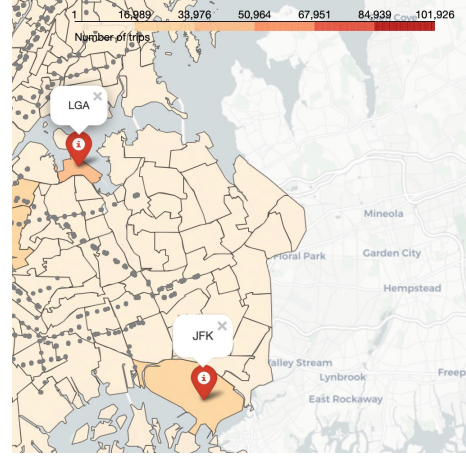 1 16,989 33,976 50,964 67,951 84,939 101,926
Number of trips
LGA
Mineola
Floral Park
Garden City
Hempstead
JFK
Valley Stream
Lynbrook
Freep
East Rockaway